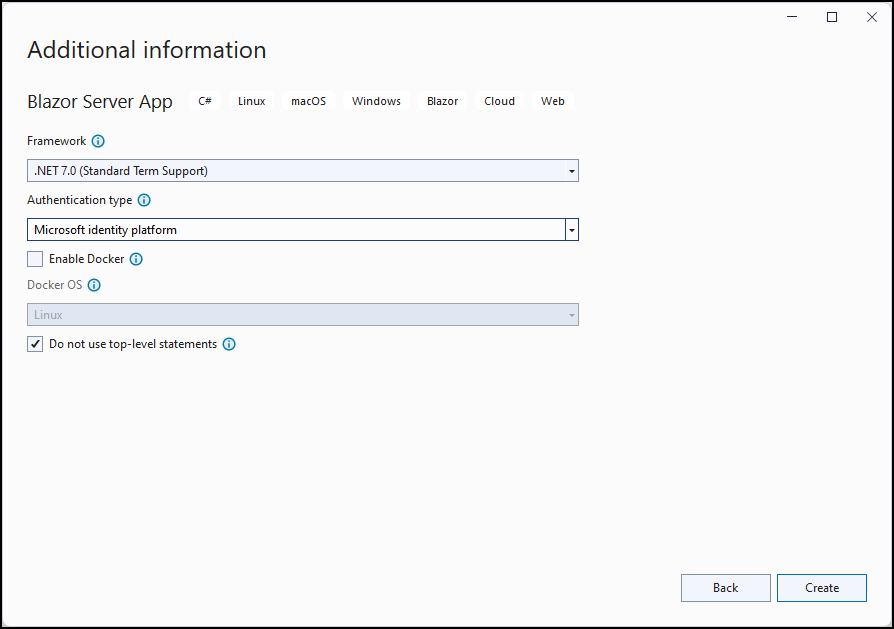 Additional information
Blazor Server App C# Linux macOS Windows Blazor Cloud Web
Framework
.NET 7.0 (Standard Term Support)
Authentication type
Microsoft identity platform
Enable Docker
Docker OS
Linux
Do not use top-level statements
Back Create